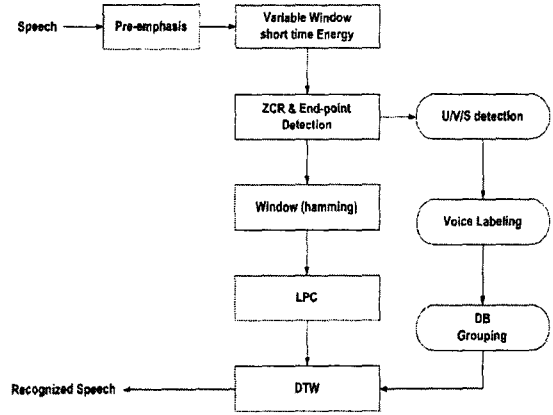 Speech
Pre-emphasis
Variable Window
short time Energy
ZCR & End-point
Detection
U/V/S detection
Window (hamming)
Voice Labeling
LPC
DB
Grouping
Recognized Speech
DTW